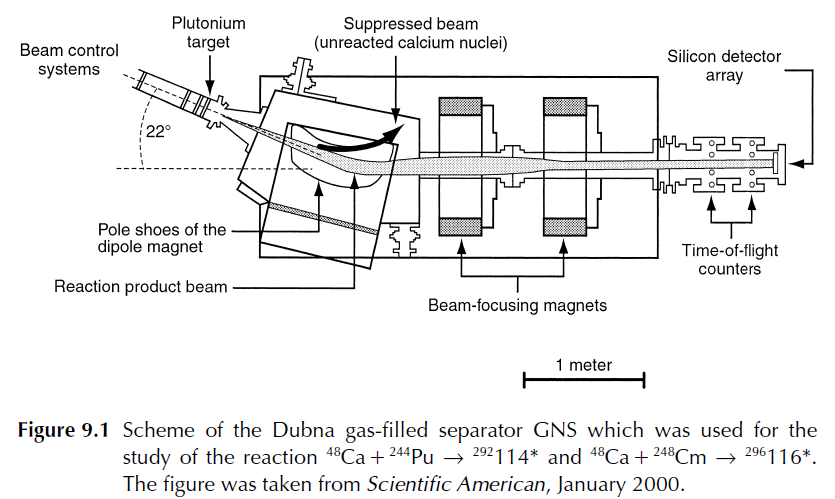 Plutonium
target
Suppressed beam
(unreacted calcium nuclei)
Beam control
systems
Silicon detector
array
22°
Pole shoes of the
dipole magnet
Time-of-flight
counters
Reaction product beam
Beam-focusing magnets
1 meter
Figure 9.1 Scheme of the Dubna gas-filled separator GNS which was used for the
study of the reaction ⁴⁸Ca + ²⁴⁴Pu → ²⁹²114* and ⁴⁸Ca + ²⁴⁸Cm → ²⁹⁶116*.
The figure was taken from Scientific American, January 2000.